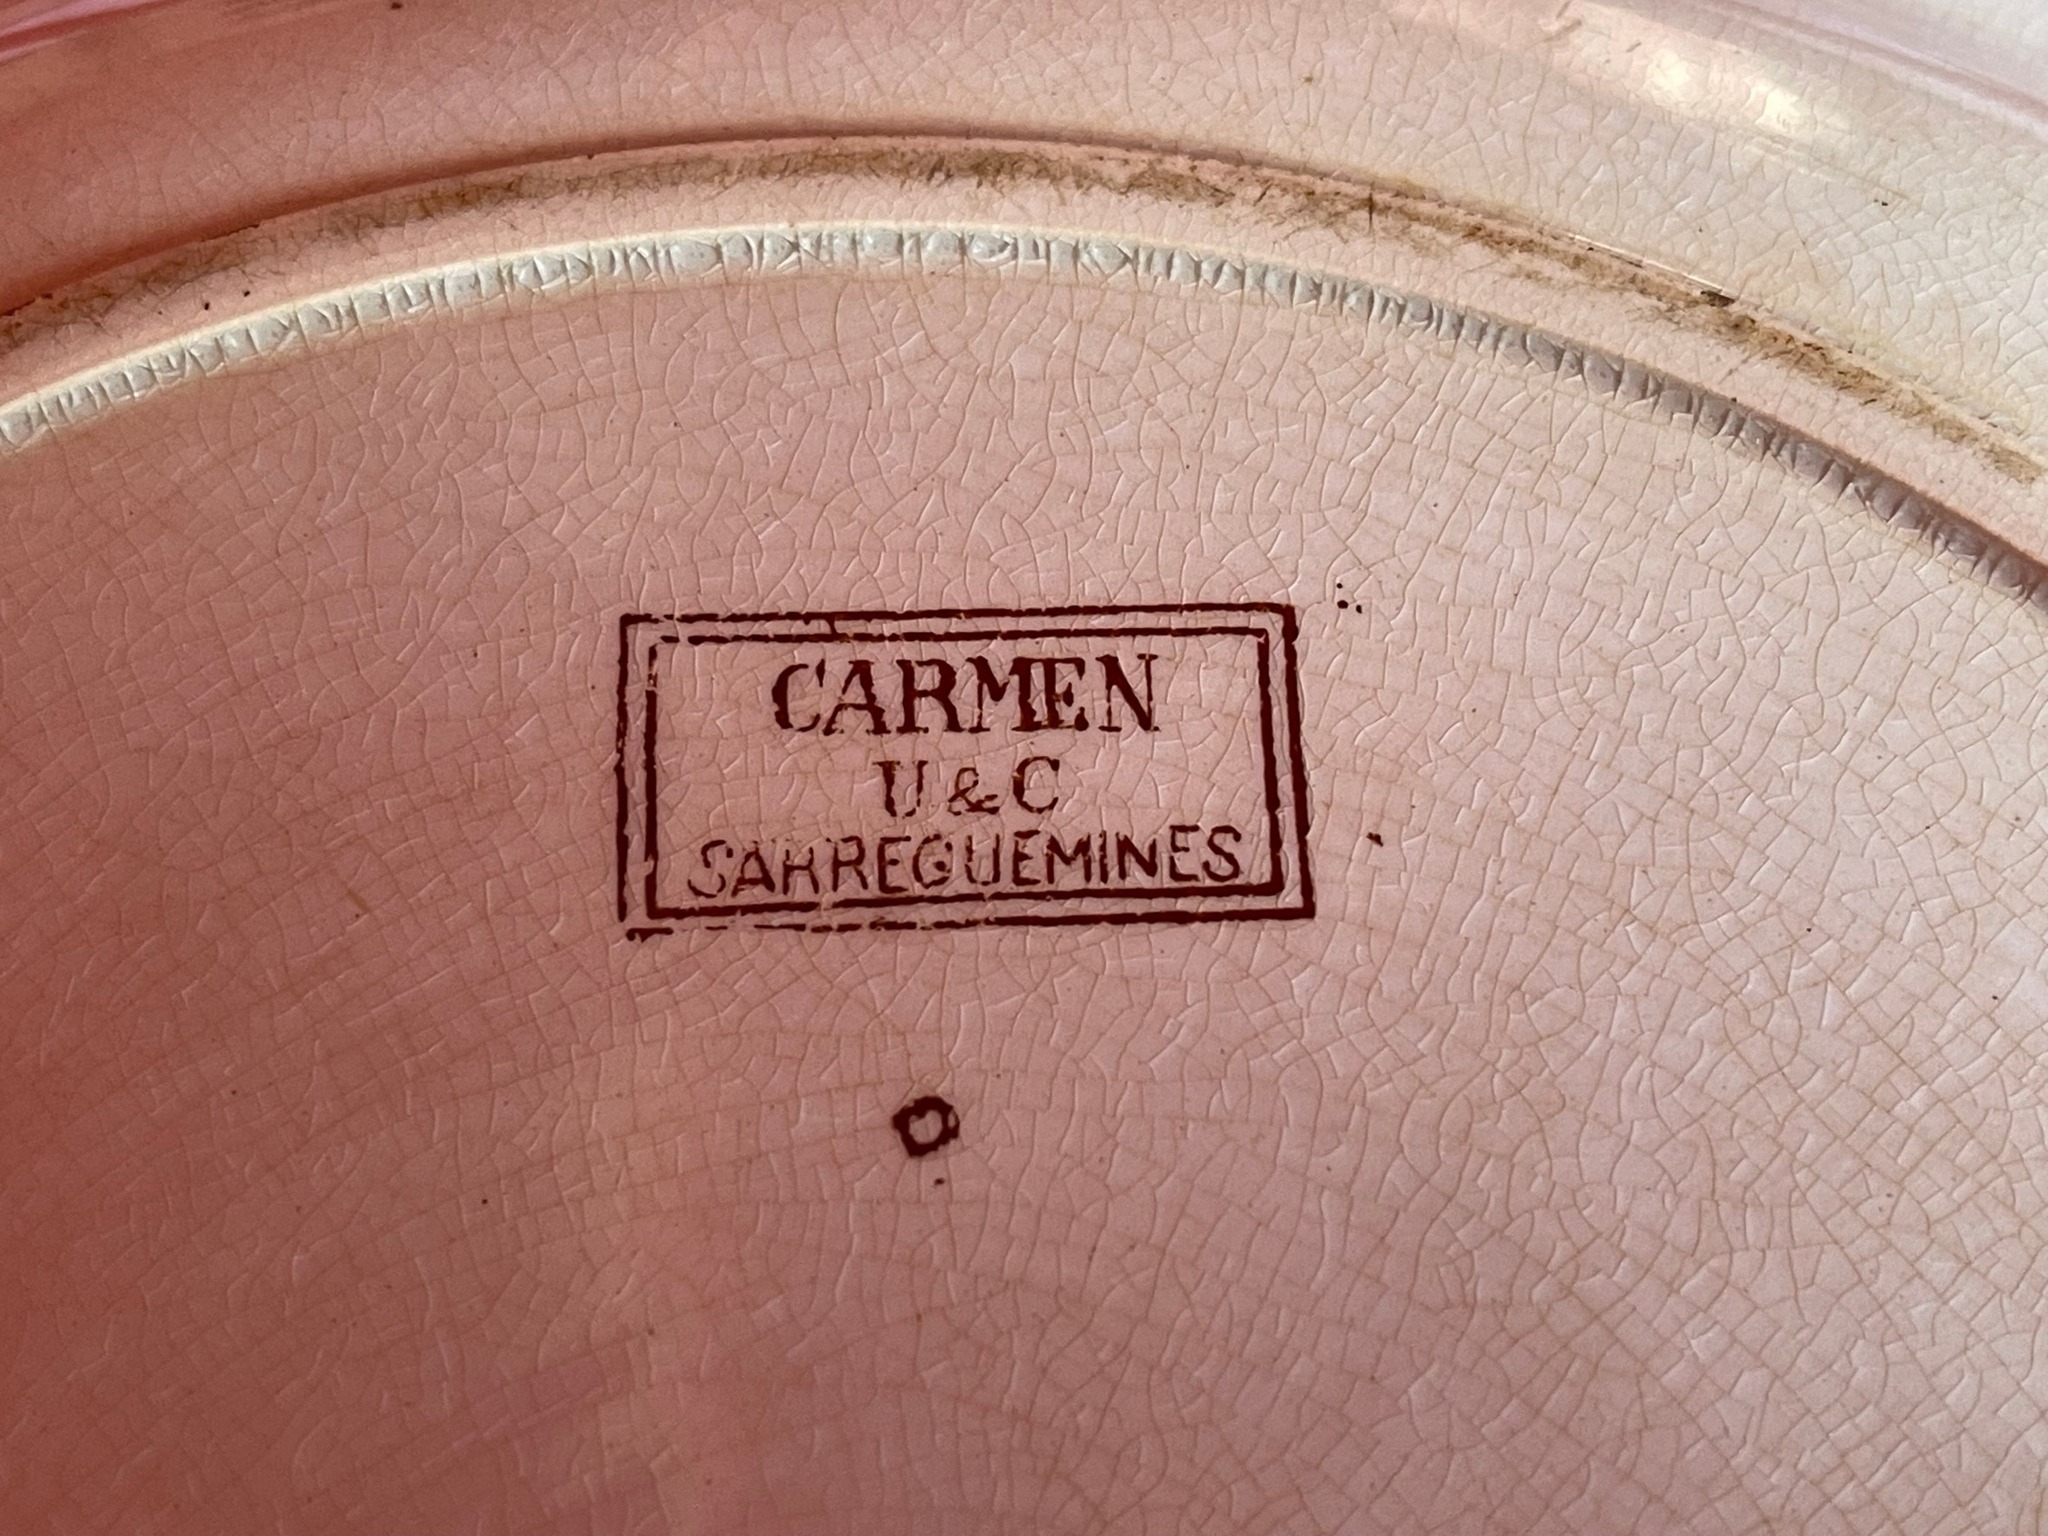 CARMEN
U & C
SARREGUEMINES